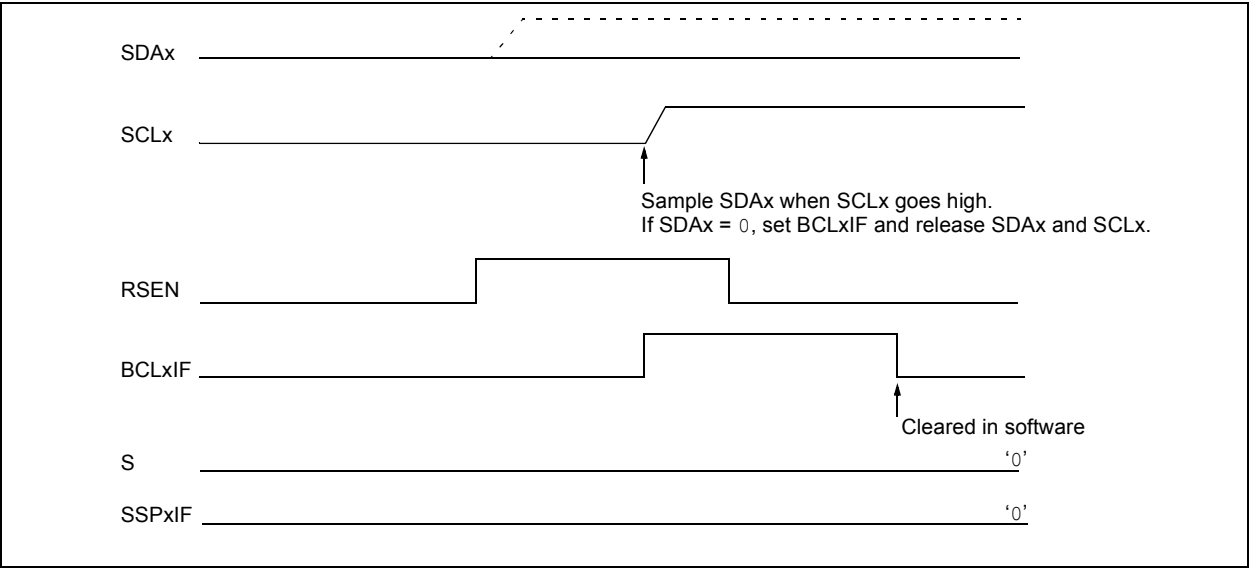 SDAx
SCLx
Sample SDAx when SCLx goes high.
If SDAx = 0, set BCLxIF and release SDAx and SCLx.
RSEN
BCLxIF
Cleared in software
S
‘0’
SSPxIF
‘0’